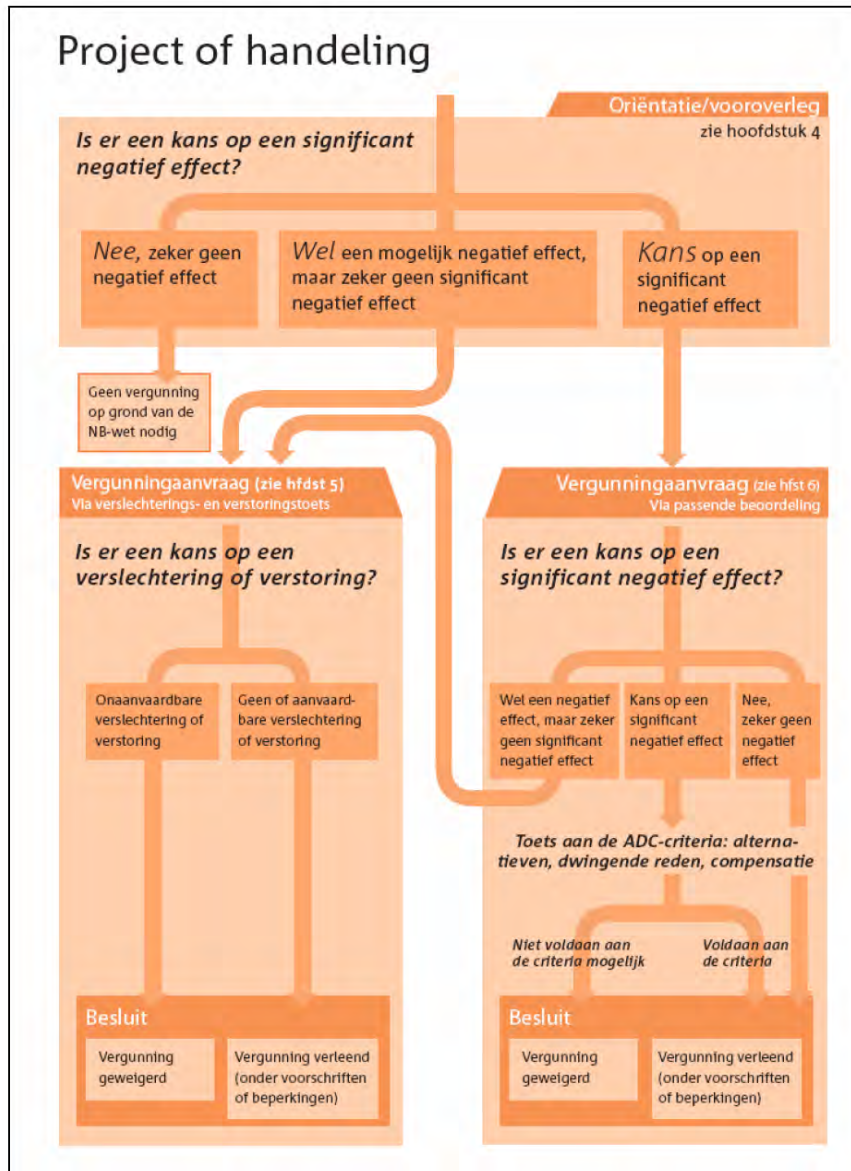 Project of handeling
Oriëntatie/vooroverleg
zie hoofdstuk 4
Is er een kans op een significant
negatief effect?
Nee, zeker geen
negatief effect
Wel een mogelijk negatief effect,
maar zeker geen significant
negatief effect
Kans op een
significant
negatief effect
Geen vergunning
op grond van de
NB-wet nodig
Vergunningaanvraag (zie hfdst 5)
Via verslechterings- en verstoringstoets
Is er een kans op een
verslechtering of verstoring?
Onaanvaardbare
verslechtering of
verstoring
Geen of aanvaard-
bare verslechtering
of verstoring
Besluit
Vergunning
geweigerd
Vergunning verleend
(onder voorschriften
of beperkingen)
Vergunningaanvraag (zie hfst 6)
Via passende beoordeling
Is er een kans op een
significant negatief effect?
Wel een negatief
effect, maar zeker
geen significant
negatief effect
Kans op een
significant
negatief effect
Nee,
zeker geen
negatief
effect
Toets aan de ADC-criteria: alterna-
tieven, dwingende reden, compensatie
Niet voldaan aan
de criteria mogelijk
Voldaan aan
de criteria
Besluit
Vergunning
geweigerd
Vergunning verleend
(onder voorschriften
of beperkingen)